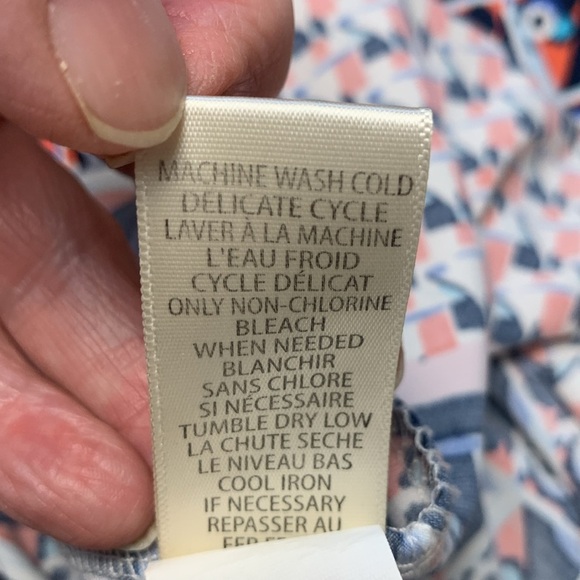 MACHINE WASH COLD
DELICATE CYCLE
LAVER À LA MACHINE
L'EAU FROID
CYCLE DÉLICAT
ONLY NON-CHLORINE
BLEACH
WHEN NEEDED
BLANCHIR
SANS CHLORE
SI NÉCESSAIRE
TUMBLE DRY LOW
LA CHUTE SECHE
LE NIVEAU BAS
COOL IRON
IF NECESSARY
REPASSER AU